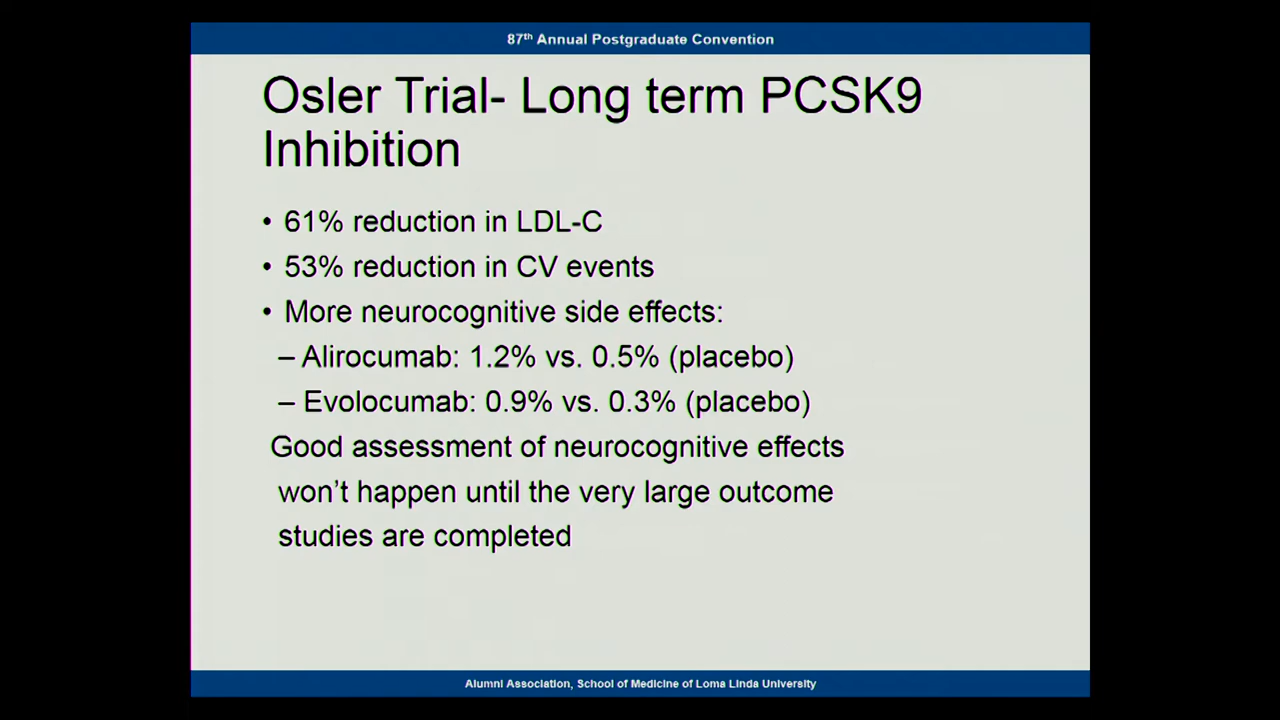 87th Annual Postgraduate Convention
Osler Trial- Long term PCSK9
Inhibition
• 61% reduction in LDL-C
• 53% reduction in CV events
• More neurocognitive side effects:
– Alirocumab: 1.2% vs. 0.5% (placebo)
– Evolocumab: 0.9% vs. 0.3% (placebo)
Good assessment of neurocognitive effects
won’t happen until the very large outcome
studies are completed
Alumni Association, School of Medicine of Loma Linda University